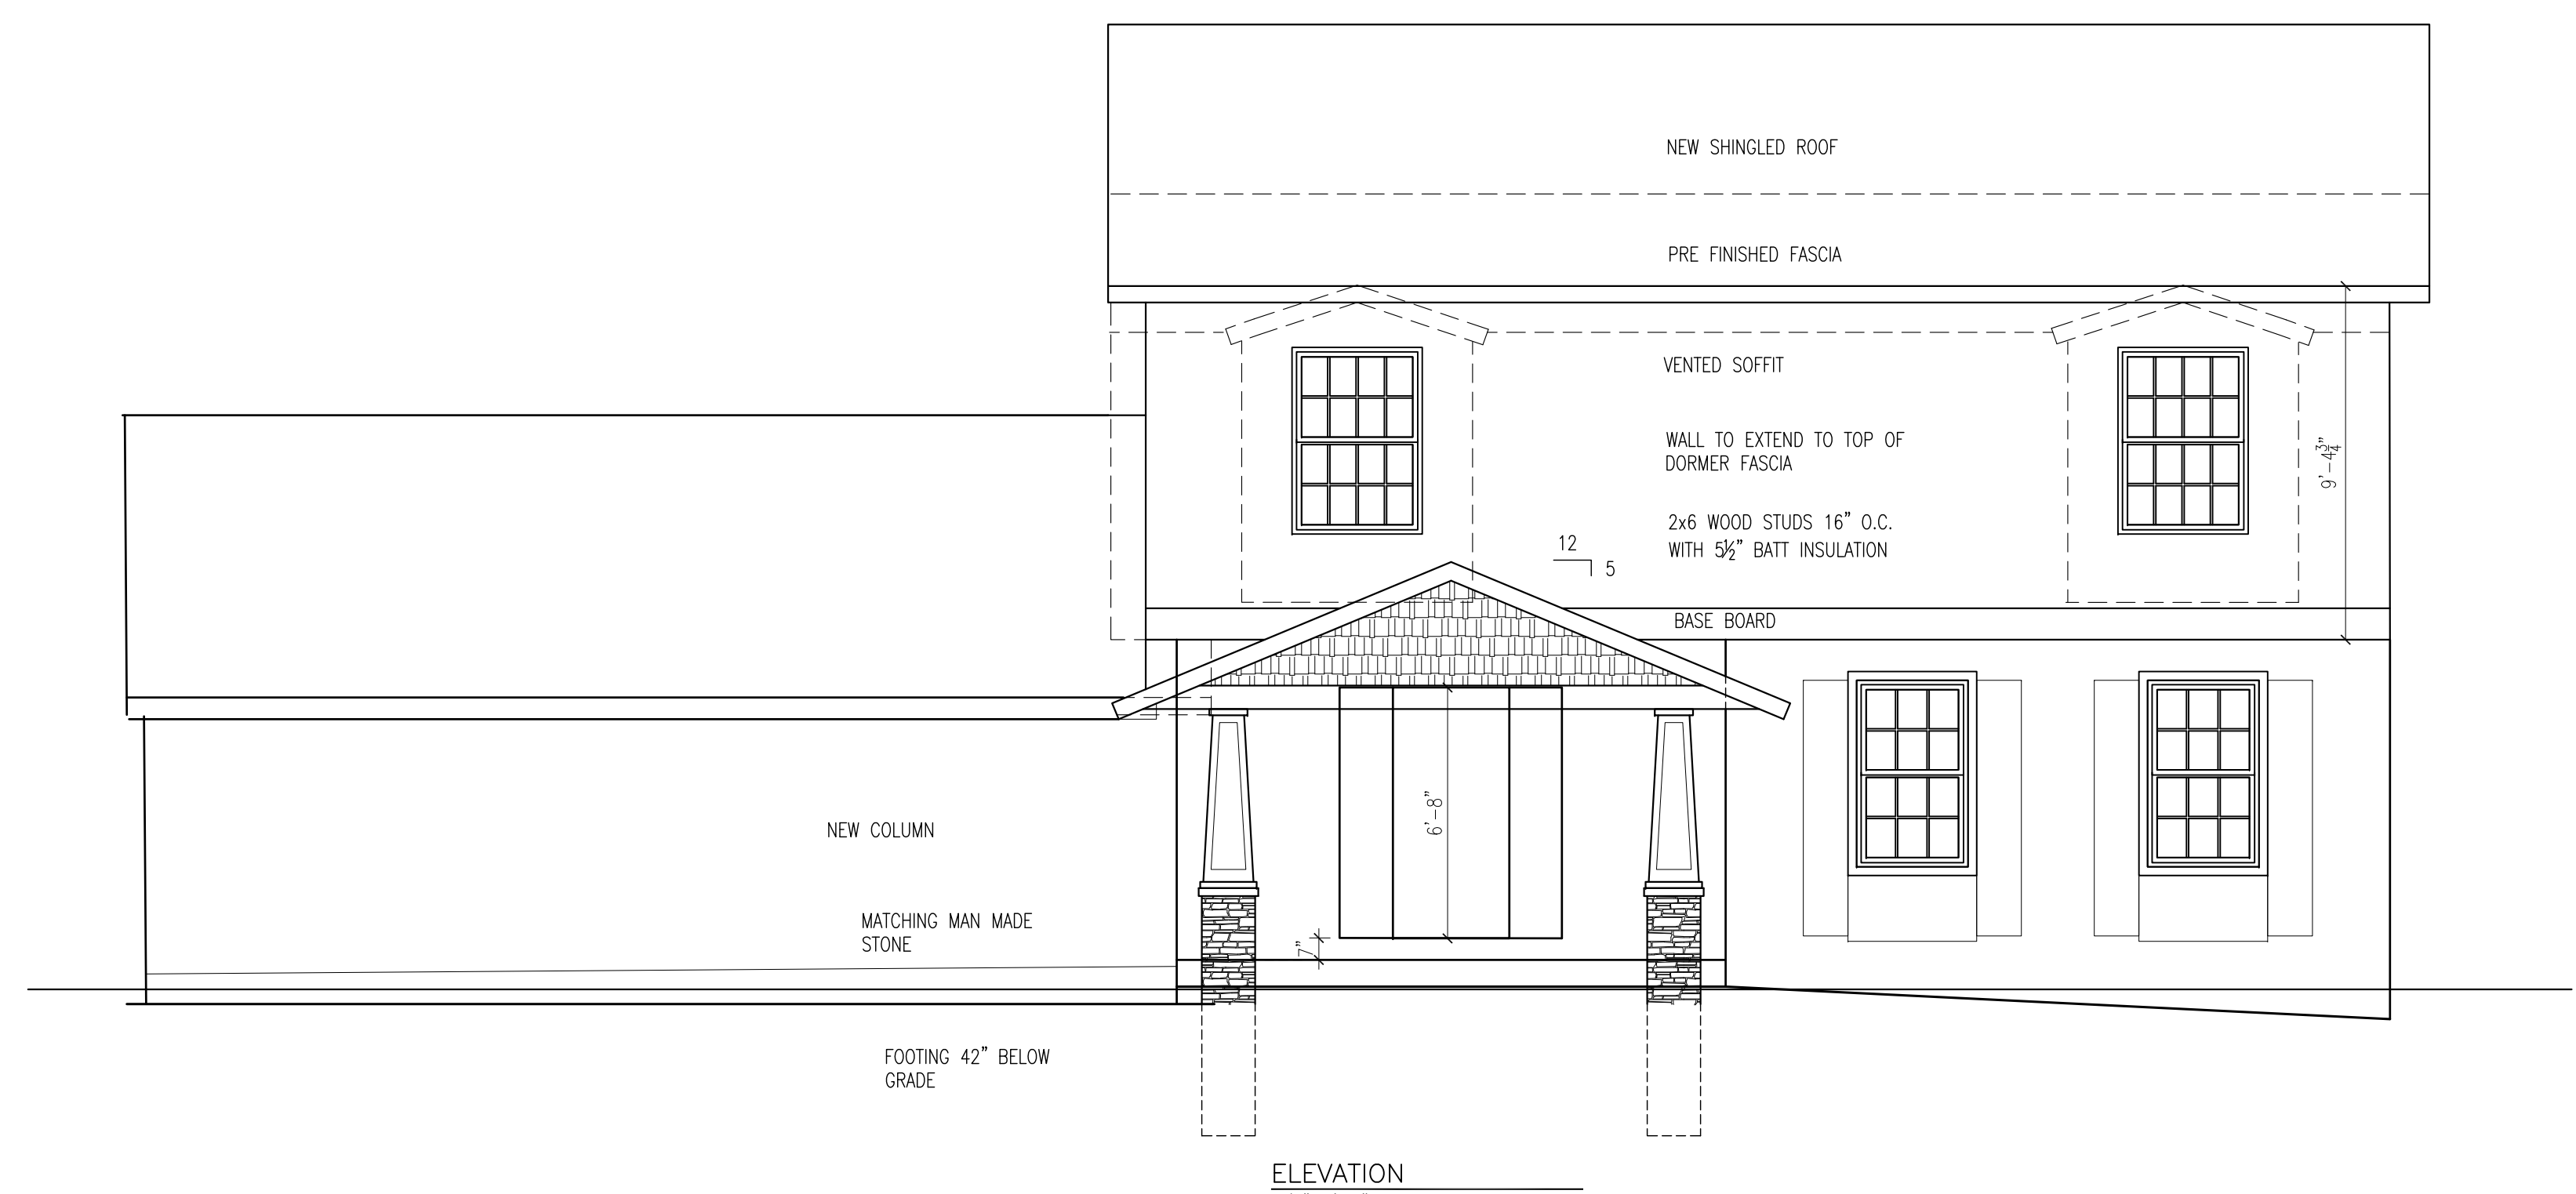 NEW SHINGLED ROOF
PRE FINISHED FASCIA
VENTED SOFFIT
WALL TO EXTEND TO TOP OF
DORMER FASCIA
9'-4¾"
2x6 WOOD STUDS 16" O.C.
WITH 5½" BATT INSULATION
12
5
BASE BOARD
6'-8"
NEW COLUMN
MATCHING MAN MADE
STONE
7"
FOOTING 42" BELOW
GRADE
ELEVATION